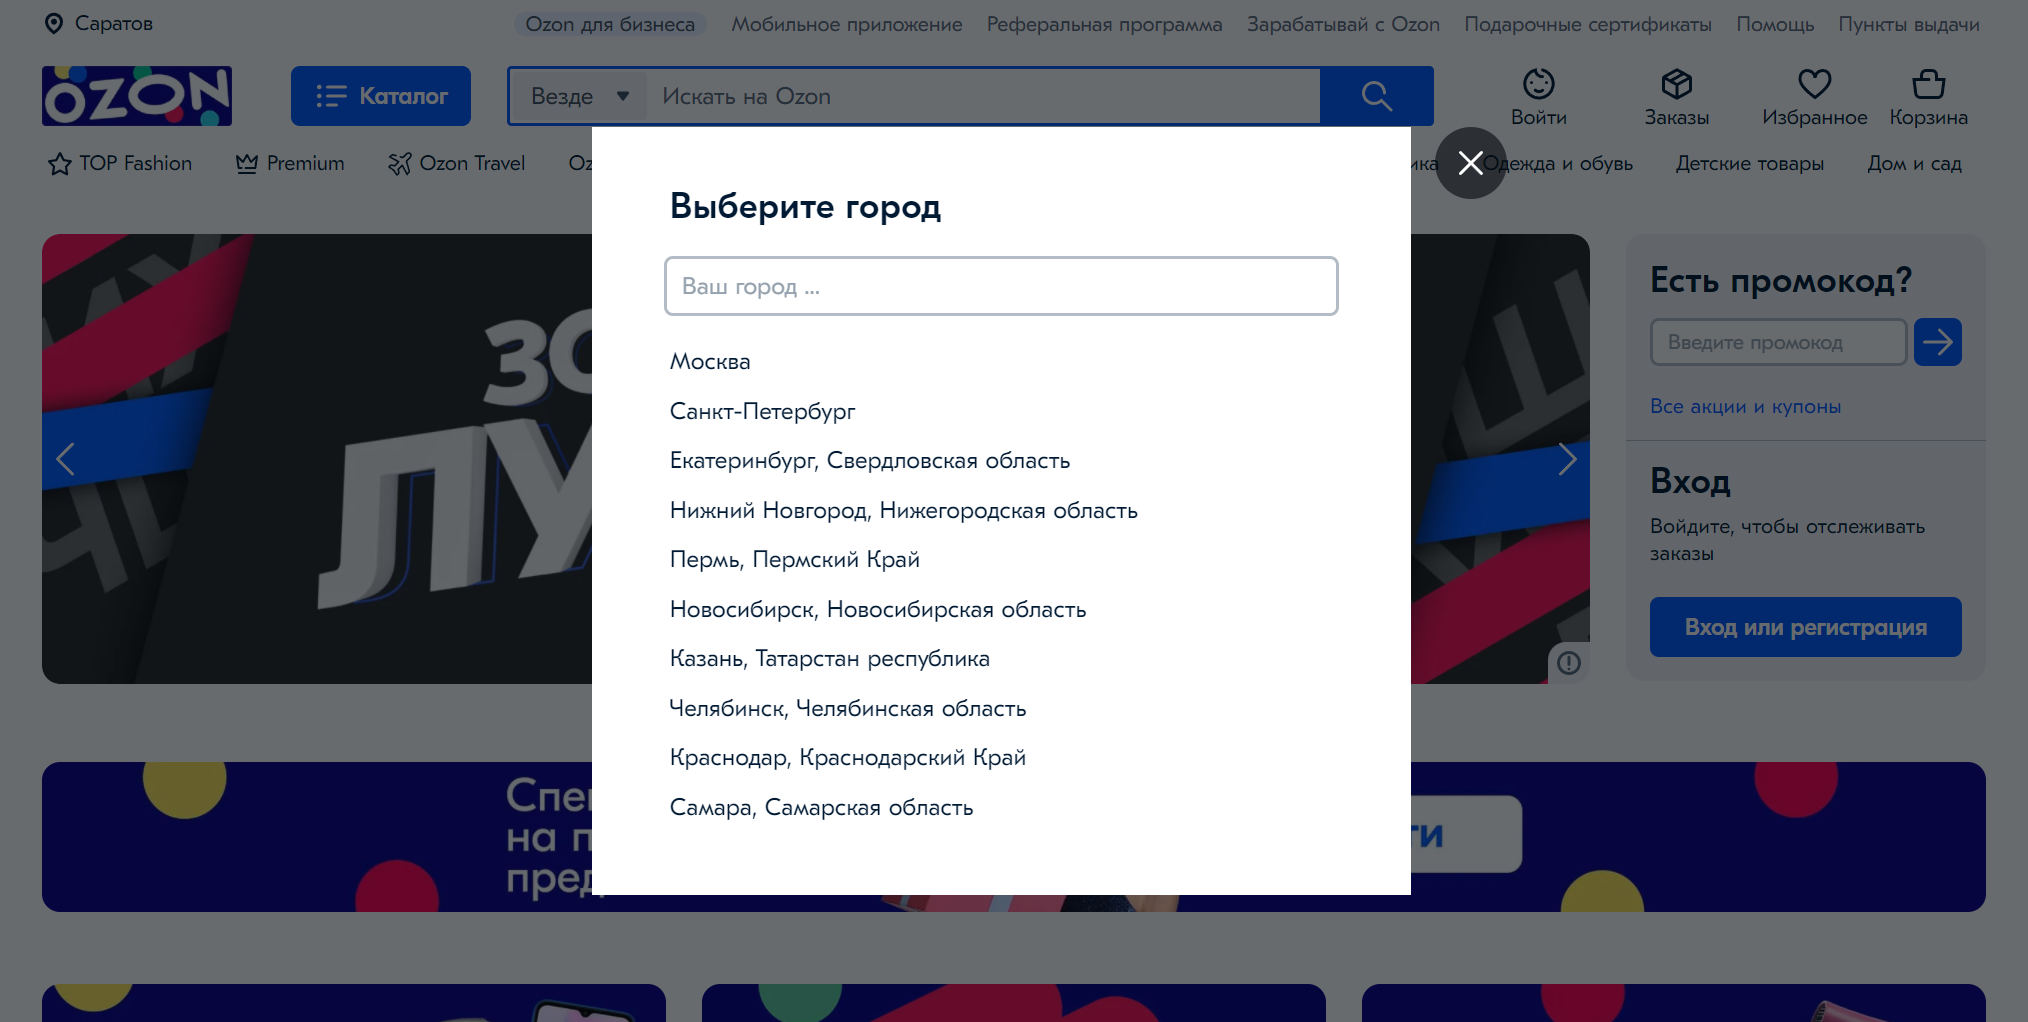 Саратов
Ozon для бизнеса Мобильное приложение Реферальная программа Зарабатывай с Ozon Подарочные сертификаты Помощь Пункты выдачи
OZON
Каталог
Везде Искать на Ozon
Войти Заказы Избранное Корзина
TOP Fashion Premium Ozon Travel Oz ика Одежда и обувь Детские товары Дом и сад
Выберите город
Ваш город ...
Москва
Санкт-Петербург
Екатеринбург, Свердловская область
Нижний Новгород, Нижегородская область
Пермь, Пермский Край
Новосибирск, Новосибирская область
Казань, Татарстан республика
Челябинск, Челябинская область
Краснодар, Краснодарский Край
Самара, Самарская область
ЗО
ЛУ
Есть промокод?
Введите промокод
Все акции и купоны
Вход
Войдите, чтобы отслеживать
заказы
Вход или регистрация
Спе
на п
пред
ти